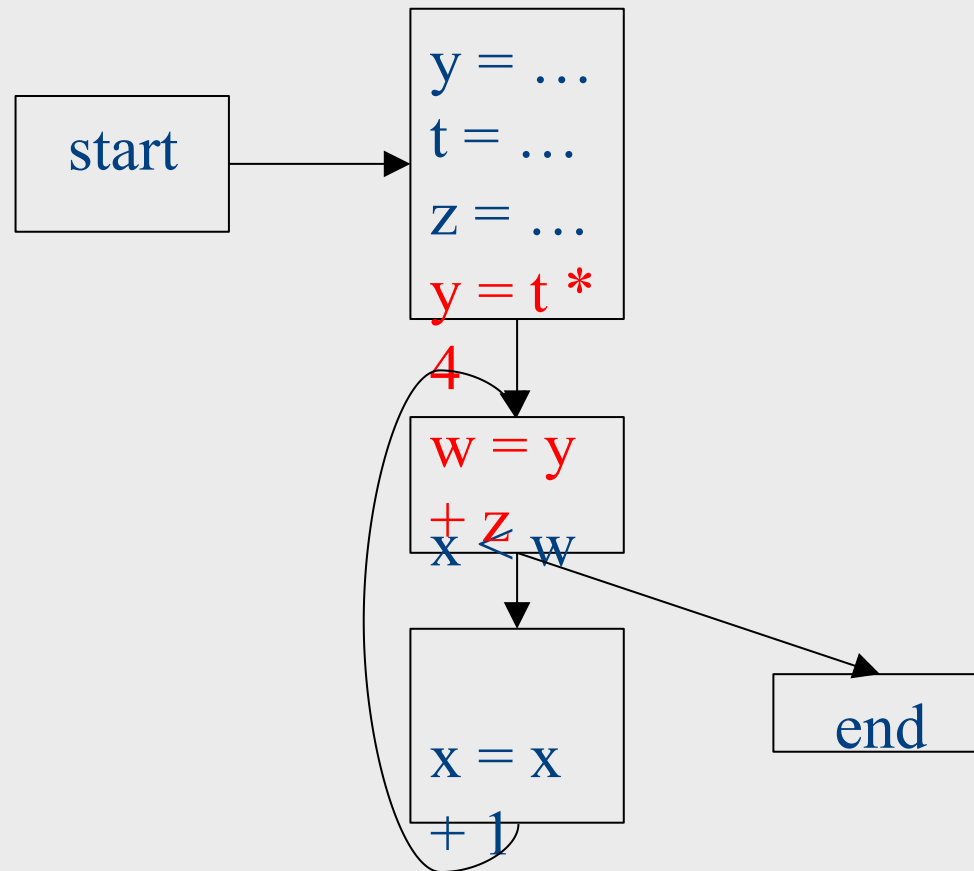 start
y = …
t = …
z = …
y = t *
4
w = y
+ z
x < w
x = x
+ 1
end